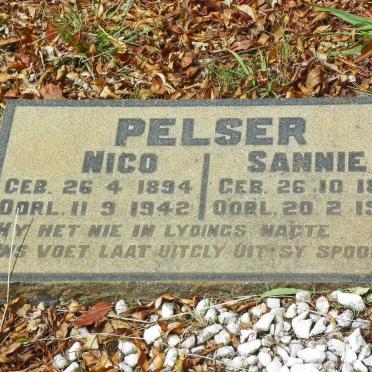 PELSER
NICO SANNIE
GEB. 26 4 1894 GEB. 26 10 18
OORL. 11 9 1942 OORL. 20 2 19
HY HET NIE IN LYDINGS NAGTE
ONS VOET LAAT UITGLY UIT SY SPOOR